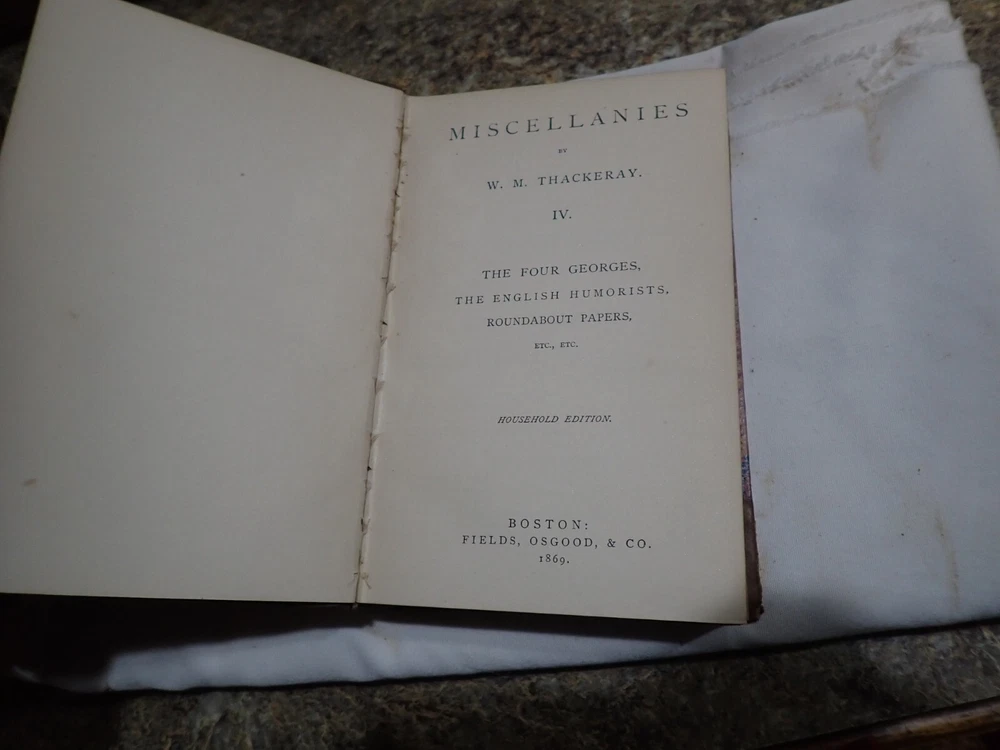 MISCELLANIES
BY
W. M. THACKERAY.
IV.
THE FOUR GEORGES,
THE ENGLISH HUMORISTS,
ROUNDABOUT PAPERS,
ETC., ETC.
HOUSEHOLD EDITION.
BOSTON:
FIELDS, OSGOOD, & CO.
1869.